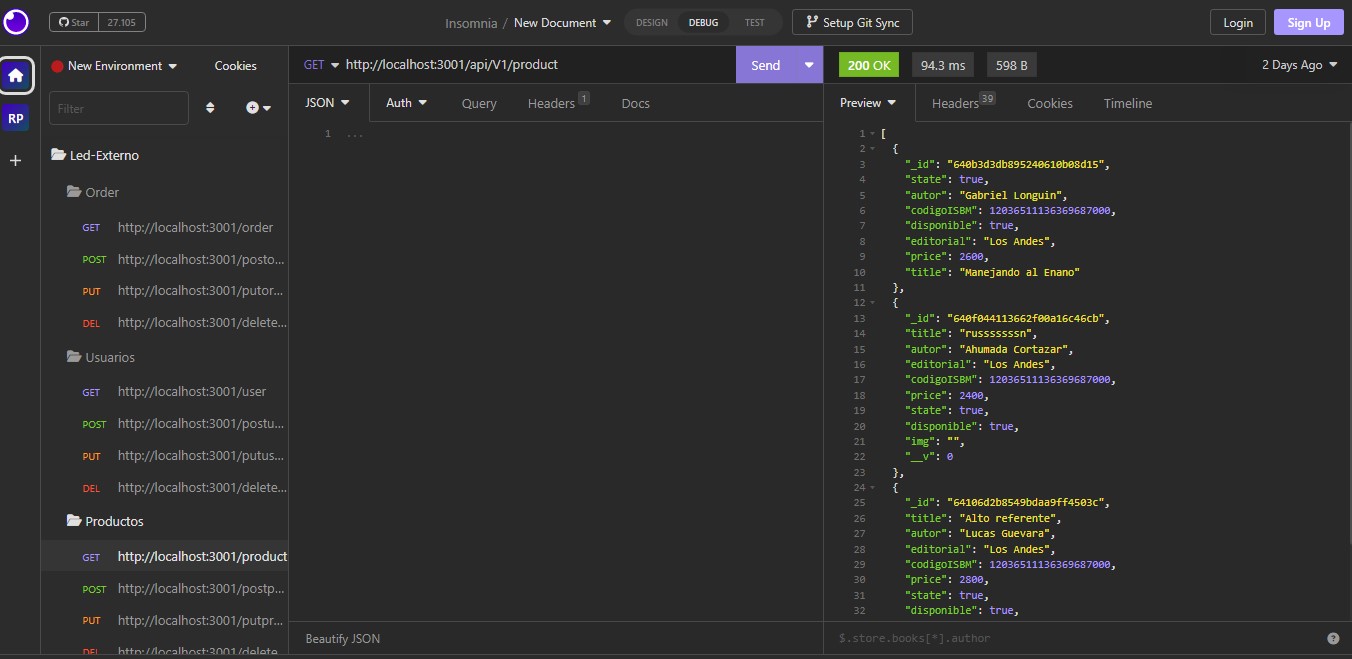 Star 27.105
Insomnia / New Document
DESIGN DEBUG TEST
Setup Git Sync
Login
Sign Up
New Environment
Cookies
GET http://localhost:3001/api/V1/product
Send
200 OK
94.3 ms
598 B
2 Days Ago
Filter
RP
JSON
Auth
Query
Headers 1
Docs
Preview
Headers 39
Cookies
Timeline
Led-Externo
Order
GET http://localhost:3001/order
POST http://localhost:3001/posto...
PUT http://localhost:3001/putor...
DEL http://localhost:3001/delete...
Usuarios
GET http://localhost:3001/user
POST http://localhost:3001/postu...
PUT http://localhost:3001/putus...
DEL http://localhost:3001/delete...
Productos
GET http://localhost:3001/product
POST http://localhost:3001/postp...
PUT http://localhost:3001/putpr...
DEL http://localhost:3001/delete...
1 ...
Beautify JSON
1 [
2 {
3 "_id": "640b3d3db895240610b08d15",
4 "state": true,
5 "autor": "Gabriel Longuin",
6 "codigoISBM": 12036511136369687000,
7 "disponible": true,
8 "editorial": "Los Andes",
9 "price": 2600,
10 "title": "Manejando al Enano"
11 },
12 {
13 "_id": "640f044113662f00a16c46cb",
14 "title": "russsssssn",
15 "autor": "Ahumada Cortazar",
16 "editorial": "Los Andes",
17 "codigoISBM": 12036511136369687000,
18 "price": 2400,
19 "state": true,
20 "disponible": true,
21 "img": "",
22 "__v": 0
23 },
24 {
25 "_id": "64106d2b8549bdaa9ff4503c",
26 "title": "Alto referente",
27 "autor": "Lucas Guevara",
28 "editorial": "Los Andes",
29 "codigoISBM": 12036511136369687000,
30 "price": 2800,
31 "state": true,
32 "disponible": true,
$.store.books[*].author